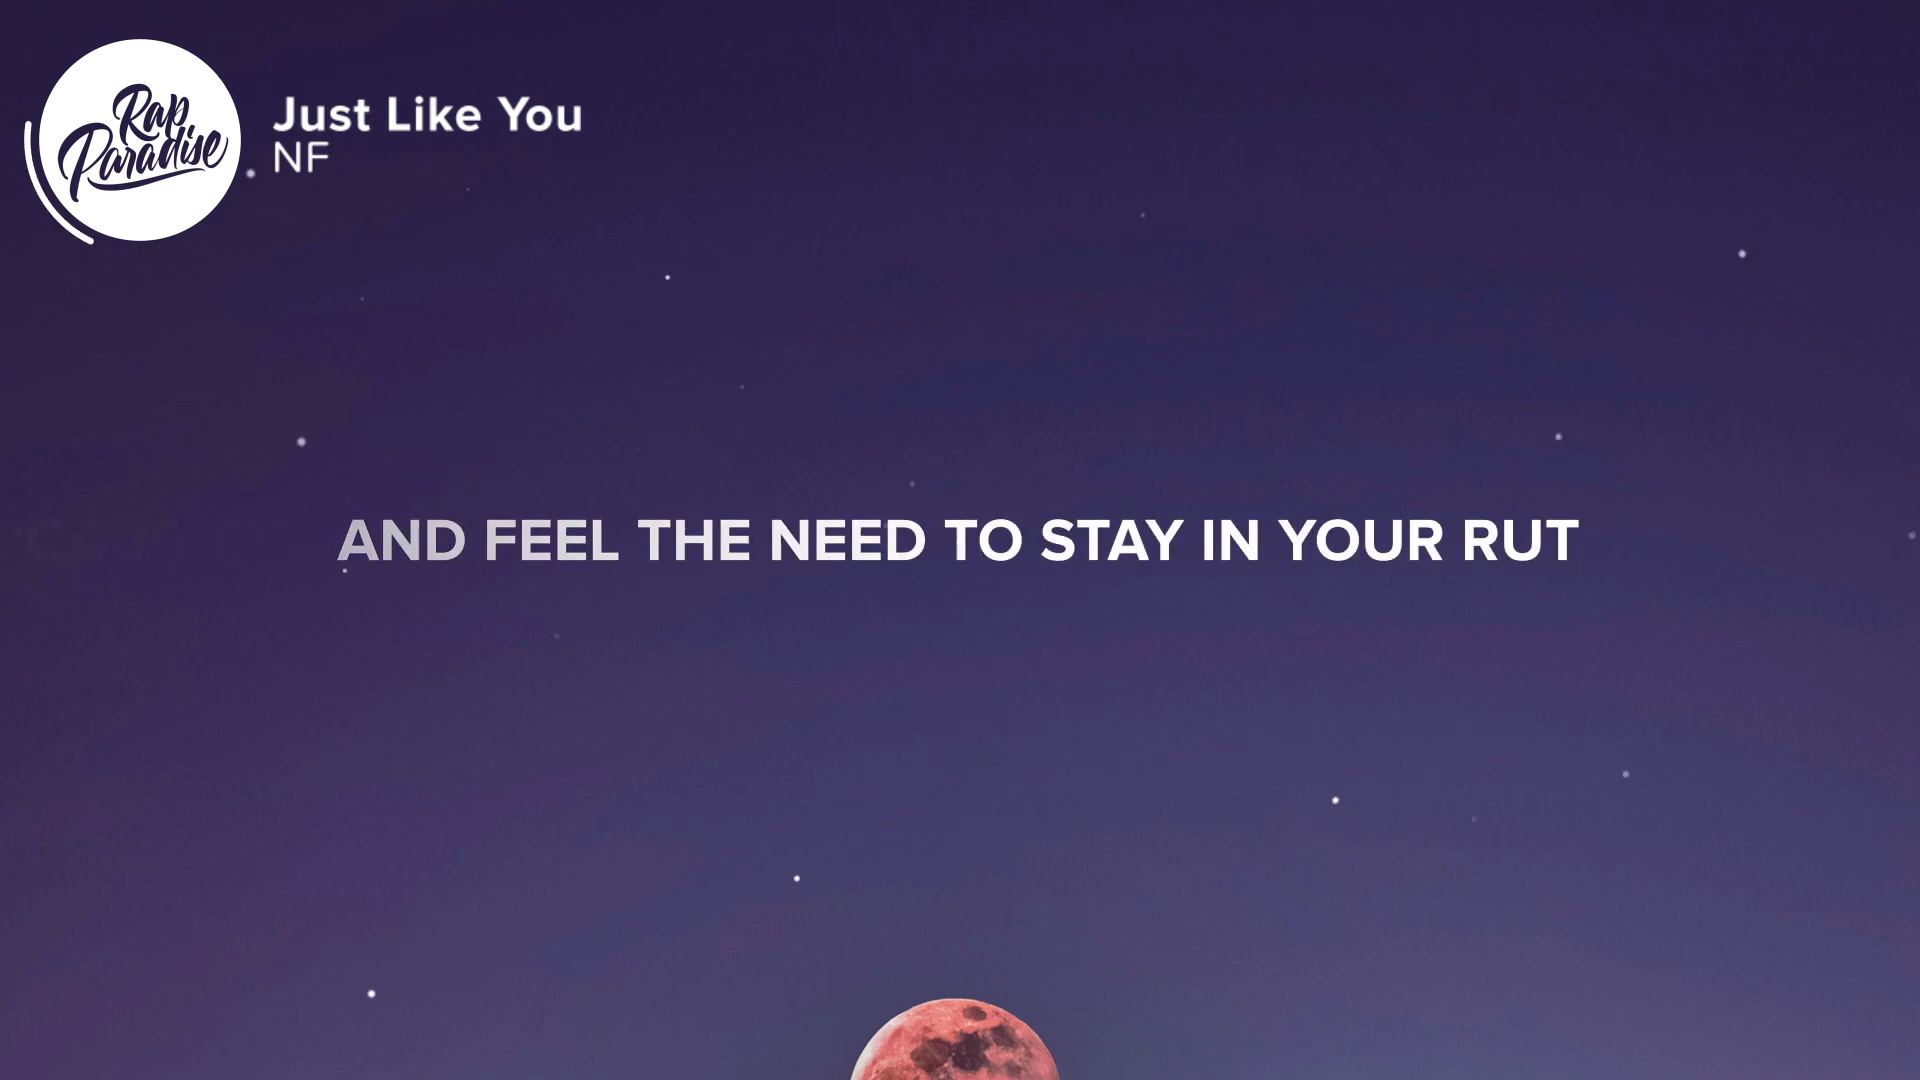 Rap
Paradise
Just Like You
NF
AND FEEL THE NEED TO STAY IN YOUR RUT